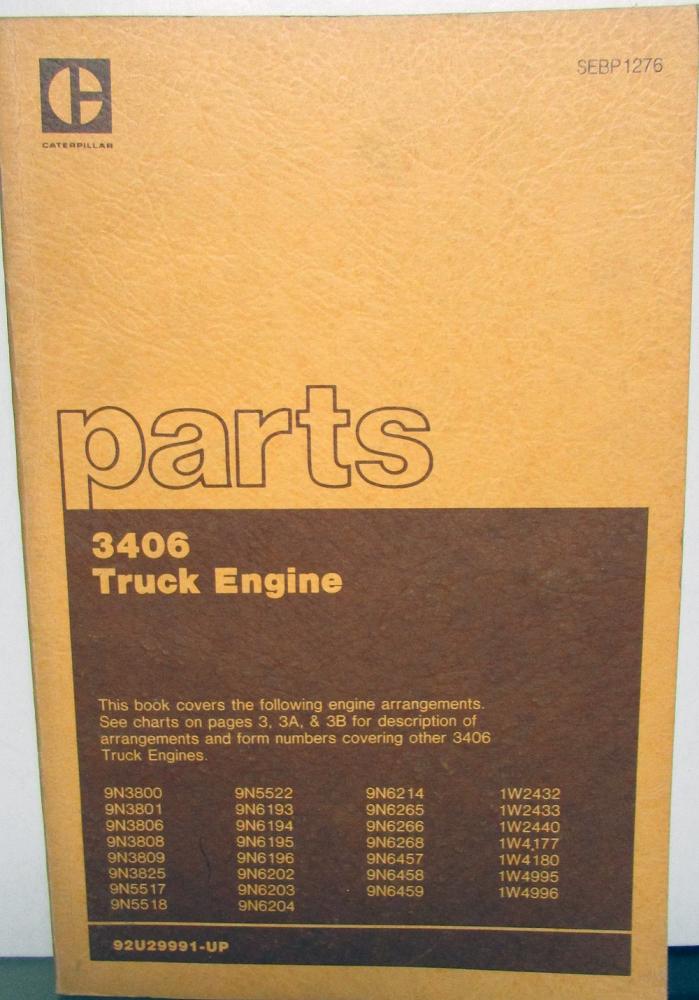 SEBP1276
CATERPILLAR
parts
3406
Truck Engine
This book covers the following engine arrangements.
See charts on pages 3, 3A, & 3B for description of
arrangements and form numbers covering other 3406
Truck Engines.
9N3800 9N5522 9N6214 1W2432
9N3801 9N6193 9N6265 1W2433
9N3806 9N6194 9N6266 1W2440
9N3808 9N6195 9N6268 1W4177
9N3809 9N6196 9N6457 1W4180
9N3825 9N6202 9N6458 1W4995
9N5517 9N6203 9N6459 1W4996
9N5518 9N6204
92U29991-UP